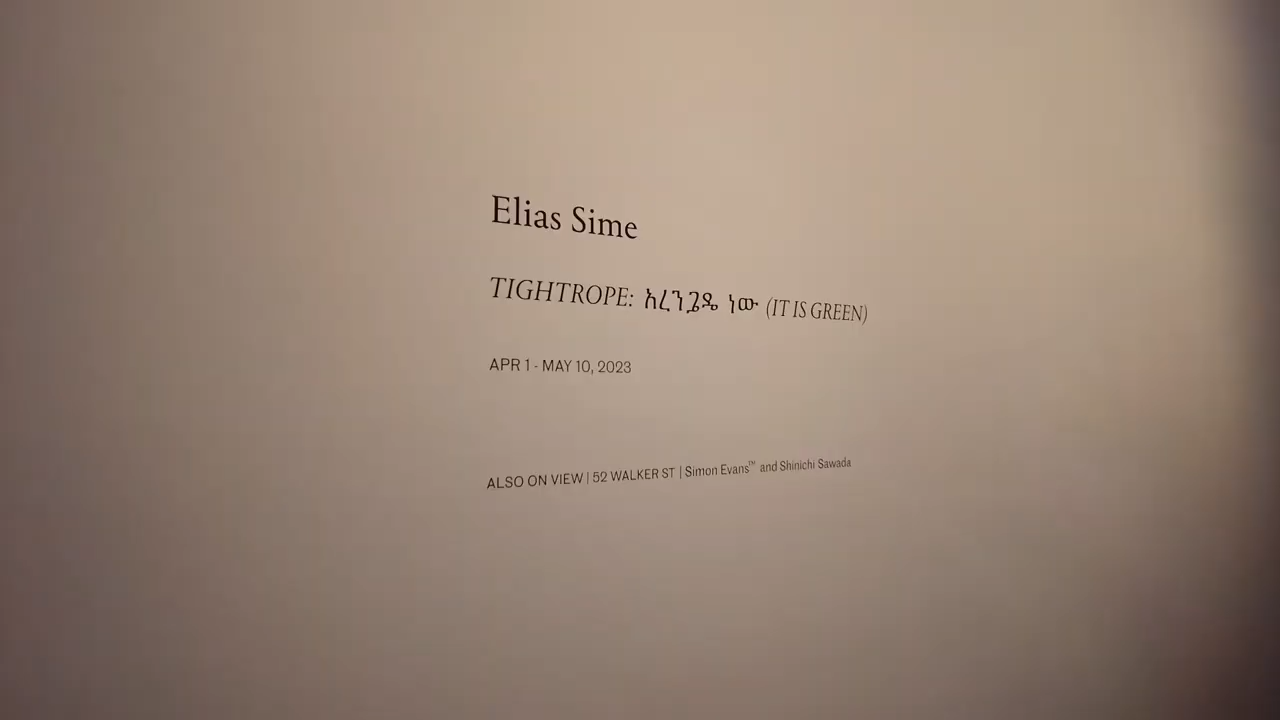 Elias Sime
TIGHTROPE: አረንጓዴ ነው (IT IS GREEN)
APR 1 - MAY 10, 2023
ALSO ON VIEW | 52 WALKER ST | Simon Evans™ and Shinichi Sawada